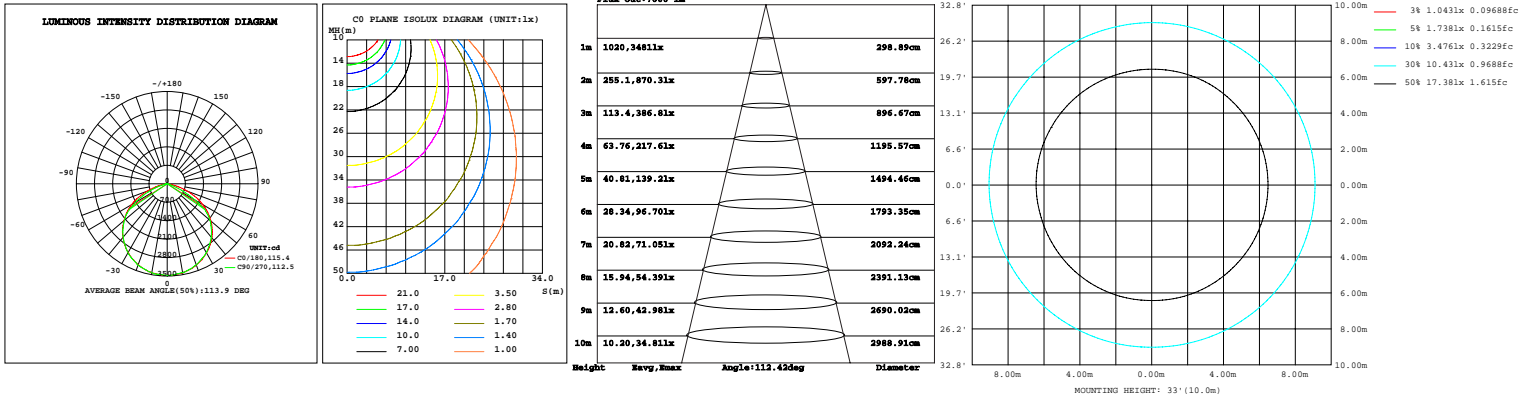 LUMINOUS INTENSITY DISTRIBUTION DIAGRAM
-/+180
-150
150
-120
120
-90
90
-60
60
-30
30
0
0
700
1400
2100
2800
3500
UNIT:cd
C0/180,115.4
C90/270,112.5
AVERAGE BEAM ANGLE(50%):113.9 DEG
C0 PLANE ISOLUX DIAGRAM (UNIT:lx)
MH(m)
10
14
18
22
26
30
34
38
42
46
50
0.0
17.0
34.0
S(m)
21.0
3.50
17.0
2.80
14.0
1.70
10.0
1.40
7.00
1.00
1m 1020,3481lx 298.89cm
2m 255.1,870.3lx 597.78cm
3m 113.4,386.8lx 896.67cm
4m 63.76,217.6lx 1195.57cm
5m 40.81,139.2lx 1494.46cm
6m 28.34,96.70lx 1793.35cm
7m 20.82,71.05lx 2092.24cm
8m 15.94,54.39lx 2391.13cm
9m 12.60,42.98lx 2690.02cm
10m 10.20,34.81lx 2988.91cm
Height Eavg,Emax Angle:112.42deg Diameter
32.8' 10.00m
26.2' 8.00m
19.7' 6.00m
13.1' 4.00m
6.6' 2.00m
0.0' 0.00m
6.6' 2.00m
13.1' 4.00m
19.7' 6.00m
26.2' 8.00m
32.8' 10.00m
8.00m 4.00m 0.00m 4.00m 8.00m
MOUNTING HEIGHT: 33'(10.0m)
3% 1.043lx 0.09688fc
5% 1.738lx 0.1615fc
10% 3.476lx 0.3229fc
30% 10.43lx 0.9688fc
50% 17.38lx 1.615fc